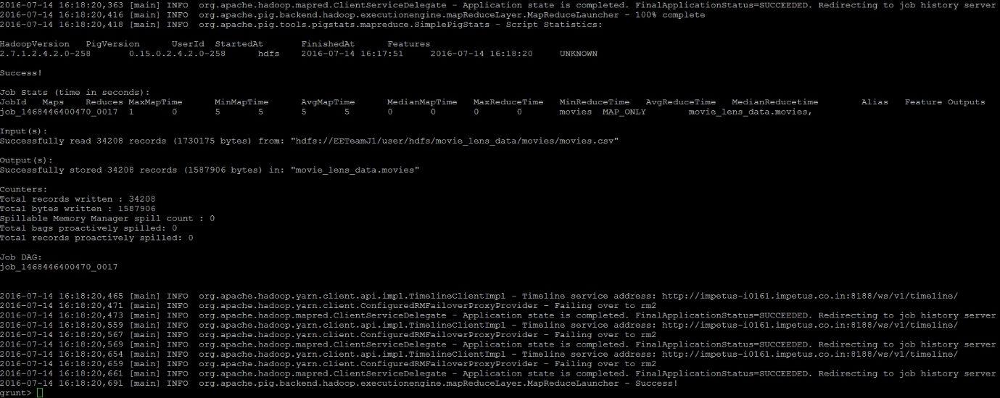 2016-07-14 16:18:20,363 [main] INFO  org.apache.hadoop.mapred.ClientServiceDelegate - Application state is completed. FinalApplicationStatus=SUCCEEDED. Redirecting to job history server
2016-07-14 16:18:20,416 [main] INFO  org.apache.pig.backend.hadoop.executionengine.mapReduceLayer.MapReduceLauncher - 100% complete
2016-07-14 16:18:20,418 [main] INFO  org.apache.pig.tools.pigstats.mapreduce.SimplePigStats - Script Statistics:
HadoopVersion PigVersion UserId StartedAt FinishedAt Features
2.7.1.2.4.2.0-258 0.15.0.2.4.2.0-258 hdfs 2016-07-14 16:17:51 2016-07-14 16:18:20 UNKNOWN
Success!
Job Stats (time in seconds):
JobId Maps Reduces MaxMapTime MinMapTime AvgMapTime MedianMapTime MaxReduceTime MinReduceTime AvgReduceTime MedianReducetime Alias Feature Outputs
job_1468446400470_0017 1 0 5 5 5 5 0 0 0 0 movies MAP_ONLY movie_lens_data.movies,
Input(s):
Successfully read 34208 records (1730175 bytes) from: "hdfs://EETeamJ1/user/hdfs/movie_lens_data/movies/movies.csv"
Output(s):
Successfully stored 34208 records (1587906 bytes) in: "movie_lens_data.movies"
Counters:
Total records written : 34208
Total bytes written : 1587906
Spillable Memory Manager spill count : 0
Total bags proactively spilled: 0
Total records proactively spilled: 0
Job DAG:
job_1468446400470_0017
2016-07-14 16:18:20,465 [main] INFO  org.apache.hadoop.yarn.client.api.impl.TimelineClientImpl - Timeline service address: http://impetus-i0161.impetus.co.in:8188/ws/v1/timeline/
2016-07-14 16:18:20,471 [main] INFO  org.apache.hadoop.yarn.client.ConfiguredRMFailoverProxyProvider - Failing over to rm2
2016-07-14 16:18:20,473 [main] INFO  org.apache.hadoop.mapred.ClientServiceDelegate - Application state is completed. FinalApplicationStatus=SUCCEEDED. Redirecting to job history server
2016-07-14 16:18:20,559 [main] INFO  org.apache.hadoop.yarn.client.api.impl.TimelineClientImpl - Timeline service address: http://impetus-i0161.impetus.co.in:8188/ws/v1/timeline/
2016-07-14 16:18:20,567 [main] INFO  org.apache.hadoop.yarn.client.ConfiguredRMFailoverProxyProvider - Failing over to rm2
2016-07-14 16:18:20,569 [main] INFO  org.apache.hadoop.mapred.ClientServiceDelegate - Application state is completed. FinalApplicationStatus=SUCCEEDED. Redirecting to job history server
2016-07-14 16:18:20,654 [main] INFO  org.apache.hadoop.yarn.client.api.impl.TimelineClientImpl - Timeline service address: http://impetus-i0161.impetus.co.in:8188/ws/v1/timeline/
2016-07-14 16:18:20,659 [main] INFO  org.apache.hadoop.yarn.client.ConfiguredRMFailoverProxyProvider - Failing over to rm2
2016-07-14 16:18:20,661 [main] INFO  org.apache.hadoop.mapred.ClientServiceDelegate - Application state is completed. FinalApplicationStatus=SUCCEEDED. Redirecting to job history server
2016-07-14 16:18:20,691 [main] INFO  org.apache.pig.backend.hadoop.executionengine.mapReduceLayer.MapReduceLauncher - Success!
grunt>